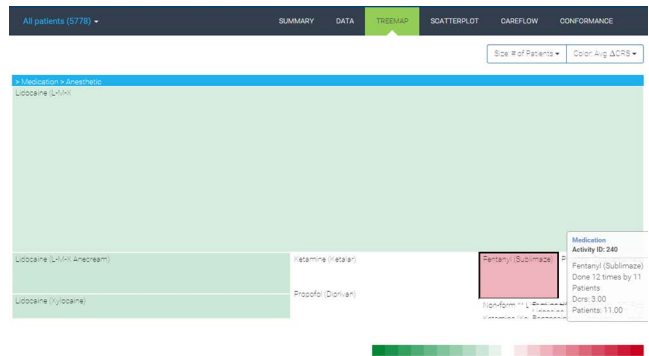 All patients (5778)
SUMMARY DATA TREEMAP SCATTERPLOT CAREFLOW CONFORMANCE
Size: # of Patients
Color: Avg ΔCRS
> Medication > Anesthetic
Lidocaine (L-M-X
Lidocaine (L-M-X Anecream)
Ketamine (Ketalar)
Fentanyl (Sublimaze)
P
Medication
Activity ID: 240
Fentanyl (Sublimaze)
Done 12 times by 11
Patients
Dcrs: 3.00
Patients: 11.00
Lidocaine (Xylocaine)
Propofol (Diprivan)
Non-form ** L